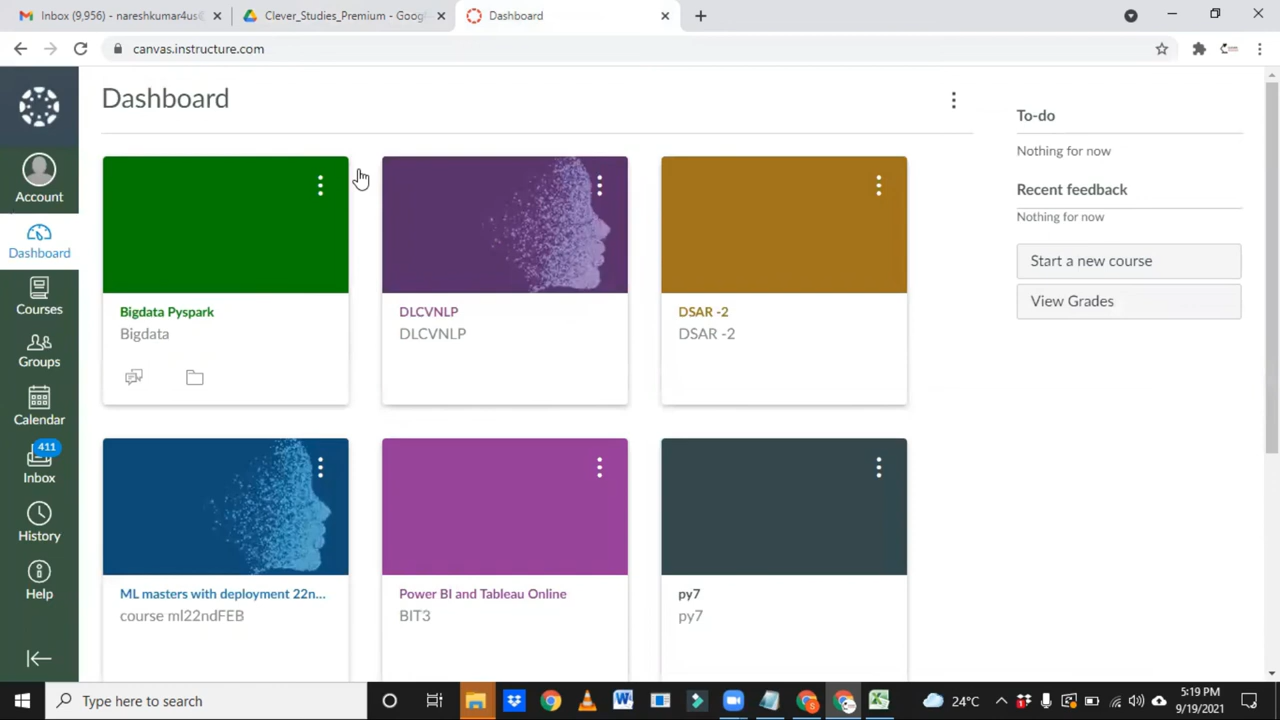 Inbox (9,956) - nareshkumar4us@
Clever_Studies_Premium - Goog
Dashboard
canvas.instructure.com
Dashboard
To-do
Nothing for now
Recent feedback
Nothing for now
Start a new course
View Grades
Account
Dashboard
Courses
Groups
Calendar
411
Inbox
History
Help
Bigdata Pyspark
Bigdata
DLCVNLP
DLCVNLP
DSAR -2
DSAR -2
ML masters with deployment 22n...
course ml22ndFEB
Power BI and Tableau Online
BIT3
py7
py7
Type here to search
24°C
5:19 PM
9/19/2021